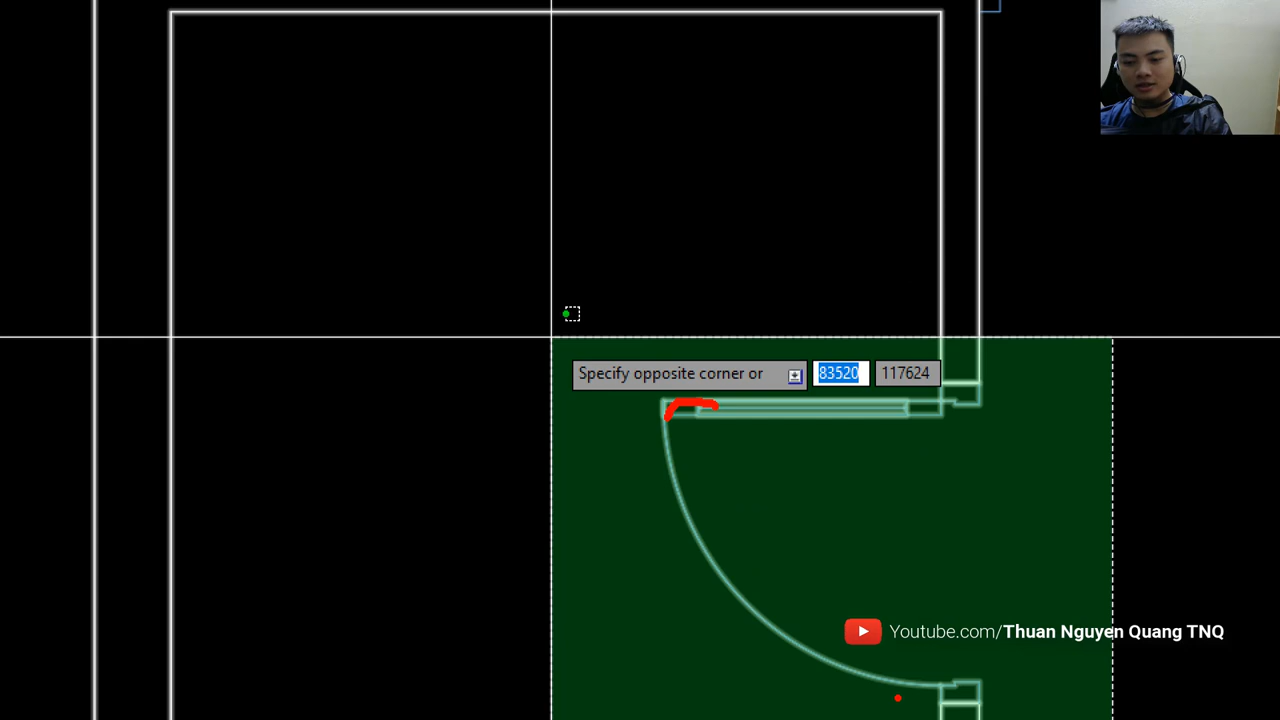 Specify opposite corner or
83520
117624
Youtube.com/Thuan Nguyen Quang TNQ